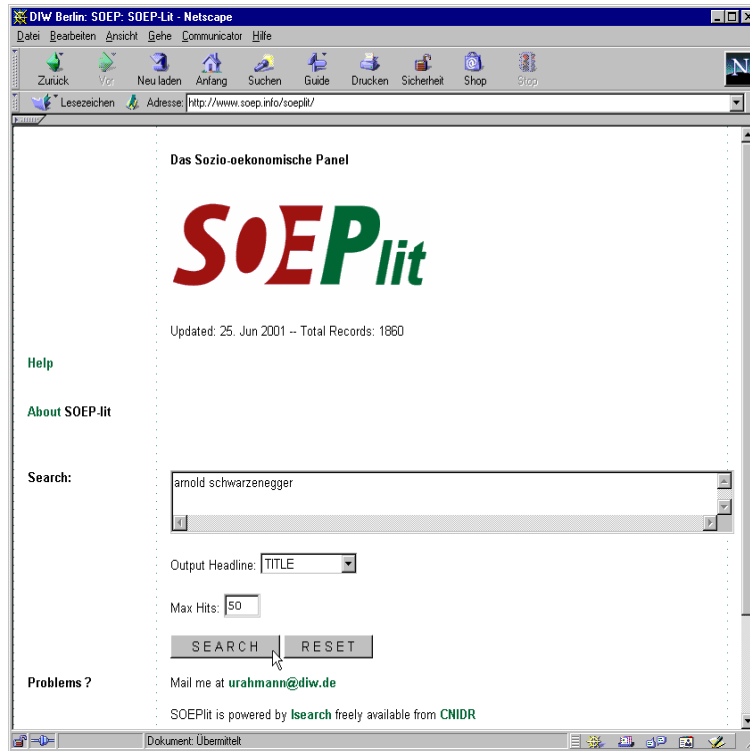 DIW Berlin: SOEP: SOEP-Lit - Netscape
Datei Bearbeiten Ansicht Gehe Communicator Hilfe
Zurück Vor Neu laden Anfang Suchen Guide Drucken Sicherheit Shop Stop
N
Lesezeichen Adresse: http://www.soep.info/soeplit/
Das Sozio-oekonomische Panel
SOEPlit
Updated: 25. Jun 2001 -- Total Records: 1860
Help
About SOEP-lit
Search:
arnold schwarzenegger
Output Headline: TITLE
Max Hits: 50
SEARCH RESET
Problems ? Mail me at urahmann@diw.de
SOEPlit is powered by Isearch freely available from CNIDR
Dokument: Übermittelt